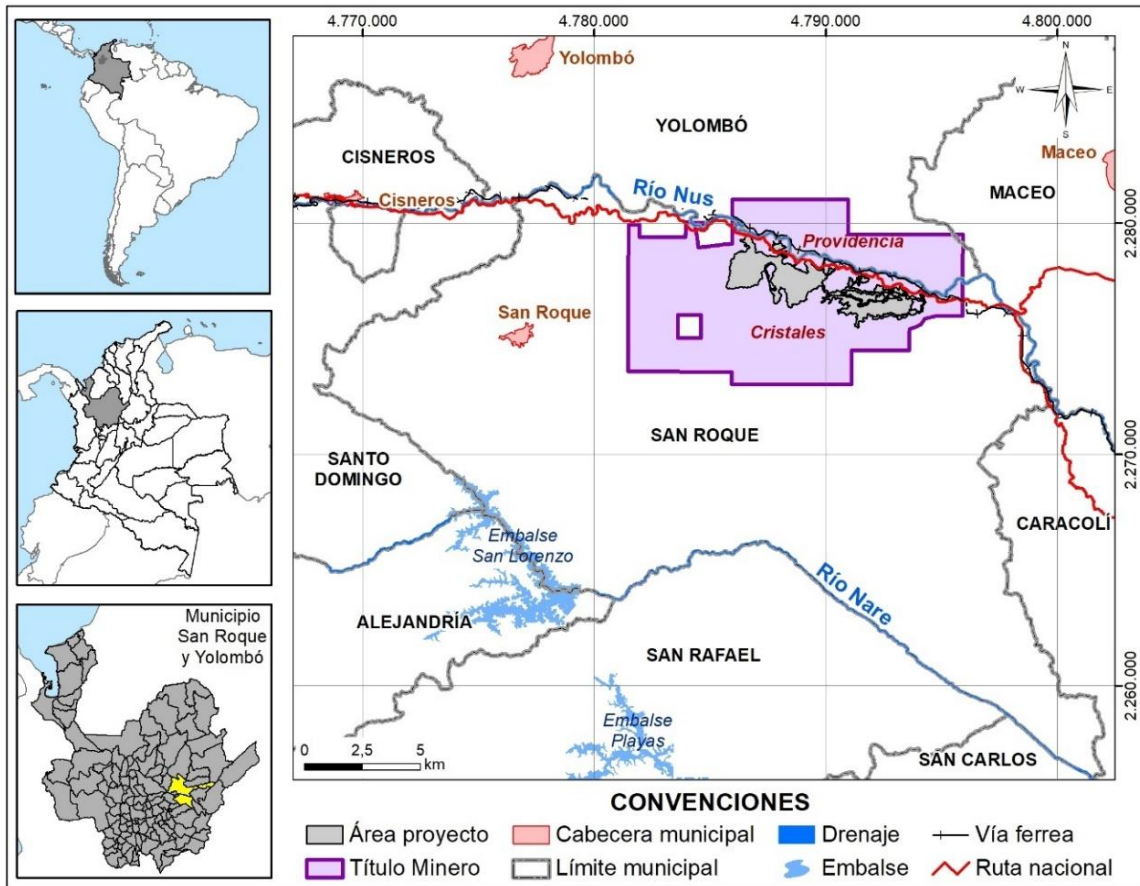 4.770.000
4.780.000
4.790.000
4.800.000
Yolombó
N
W
E
S
YOLOMBÓ
CISNEROS
Maceo
MACEO
Cisneros
Río Nus
2.280.000
Providencia
San Roque
Cristales
SAN ROQUE
2.270.000
SANTO
DOMINGO
CARACOLÍ
Embalse
San Lorenzo
Río Nare
ALEJANDRÍA
SAN RAFAEL
2.260.000
Municipio
San Roque
y Yolombó
Embalse
Playas
SAN CARLOS
0 2,5 5
km
CONVENCIONES
Área proyecto
Cabecera municipal
Drenaje
Vía ferrea
Título Minero
Límite municipal
Embalse
Ruta nacional